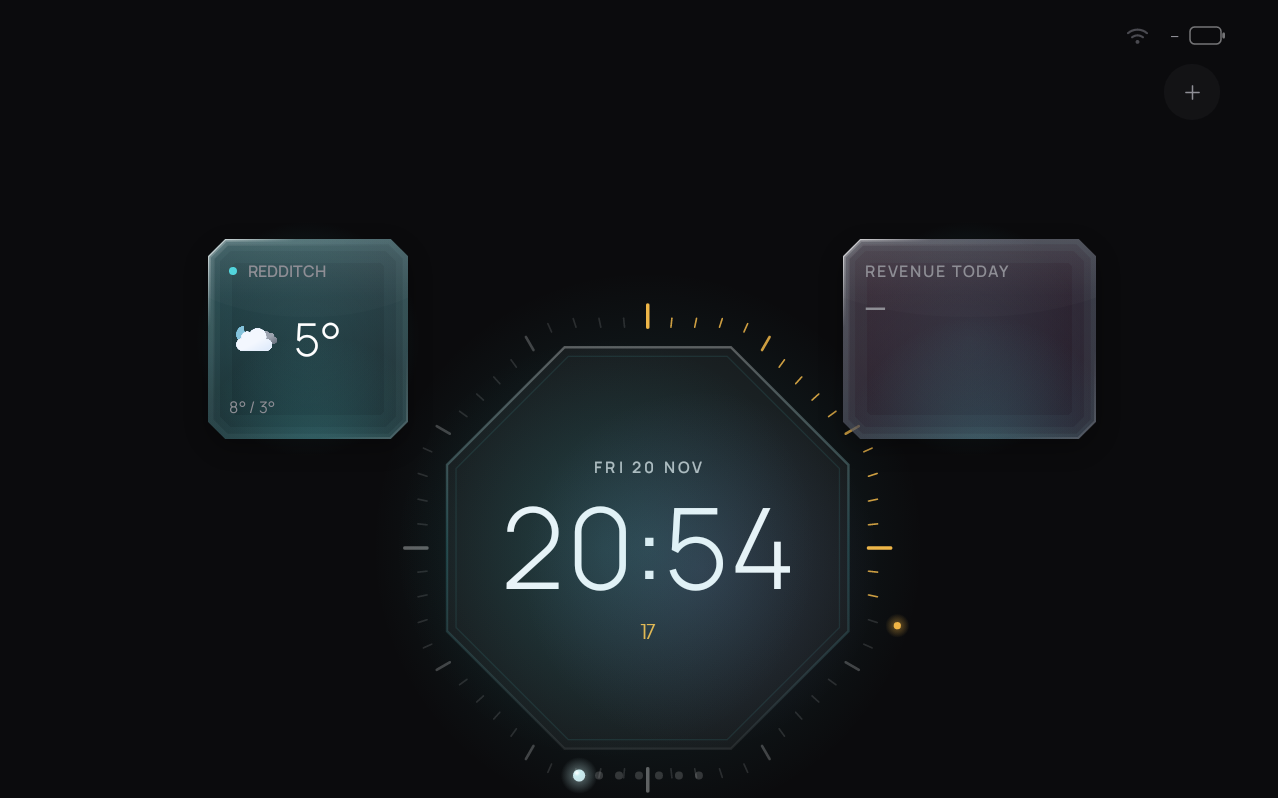 REDDITCH
5°
8° / 3°
REVENUE TODAY
—
FRI 20 NOV
20:54
17